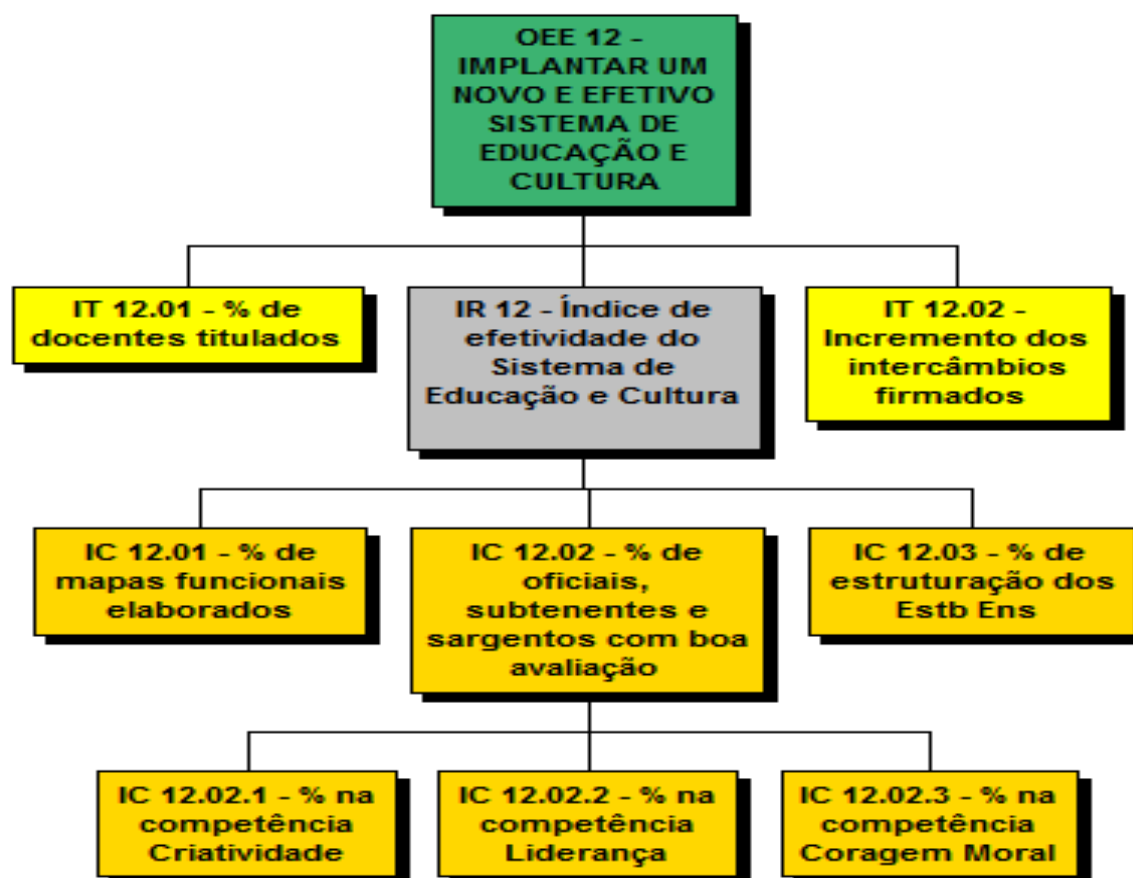 OEE 12 -
IMPLANTAR UM
NOVO E EFETIVO
SISTEMA DE
EDUCAÇÃO E
CULTURA
IT 12.01 - % de
docentes titulados
IR 12 - Índice de
efetividade do
Sistema de
Educação e Cultura
IT 12.02 -
Incremento dos
intercâmbios
firmados
IC 12.01 - % de
mapas funcionais
elaborados
IC 12.02 - % de
oficiais,
subtenentes e
sargentos com boa
avaliação
IC 12.03 - % de
estruturação dos
Estb Ens
IC 12.02.1 - % na
competência
Criatividade
IC 12.02.2 - % na
competência
Liderança
IC 12.02.3 - % na
competência
Coragem Moral